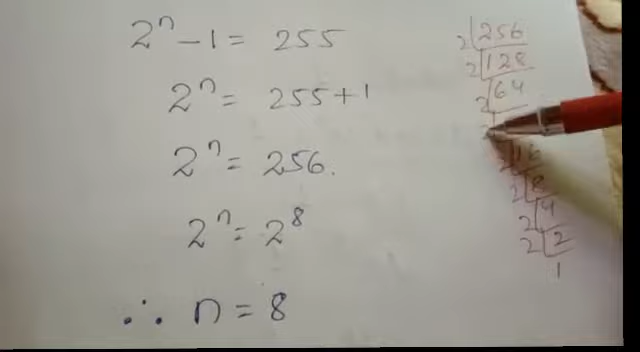 2ⁿ – 1 = 255
2ⁿ = 255 + 1
2ⁿ = 256.
2ⁿ = 2⁸
∴ n = 8
2 256
2 128
2 64
2 8
2 4
2 2
1